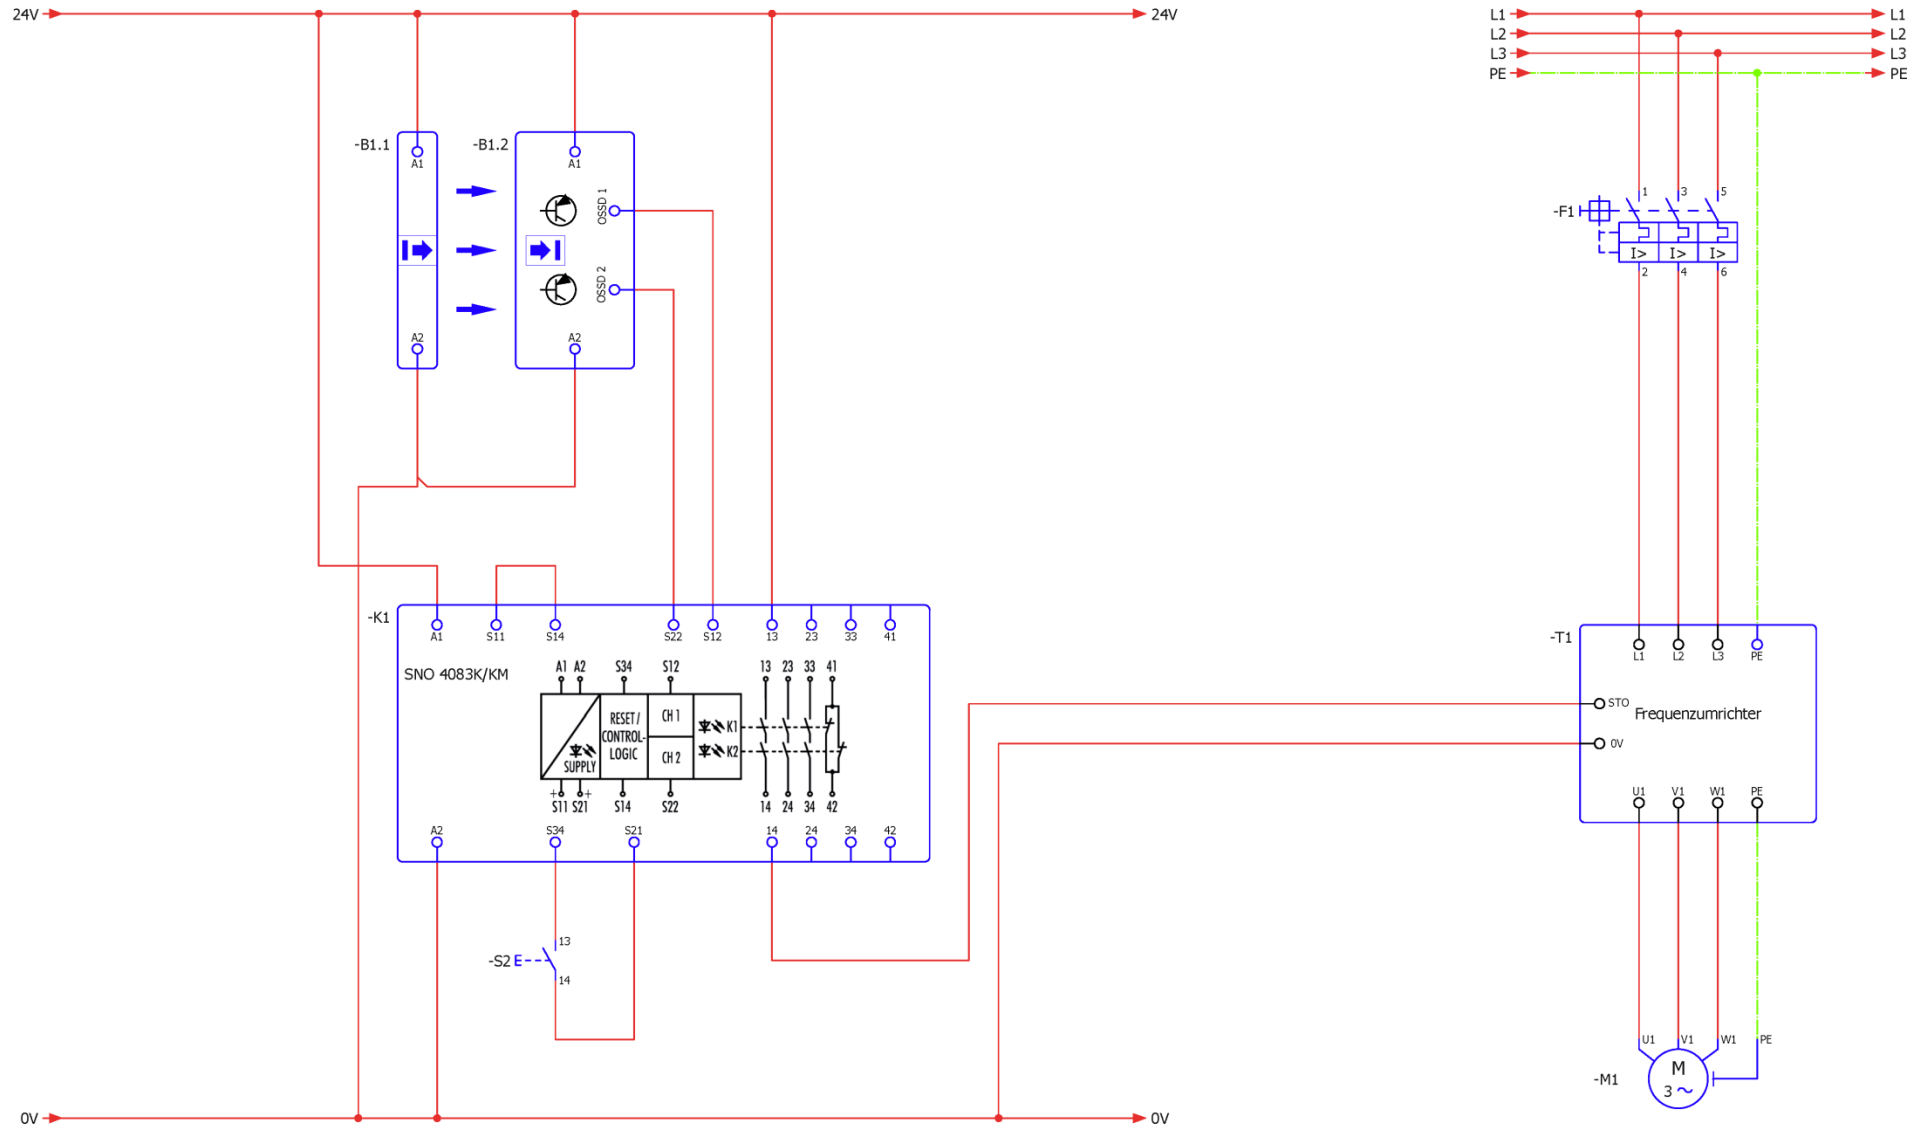 24V 24V
L1 L1
L2 L2
L3 L3
PE PE
-B1.1 A1 A2
-B1.2 A1 OSSD 1 OSSD 2 A2
-F1 1 3 5
I> I> I>
2 4 6
-K1
A1 S11 S14 S22 S12 13 23 33 41
SNO 4083K/KM
A1 A2 S34 S12 13 23 33 41
RESET / CONTROL- LOGIC
CH 1
CH 2
K1
K2
SUPPLY
+ +
S11 S21 S14 S22 14 24 34 42
A2 S34 S21 14 24 34 42
-T1
L1 L2 L3 PE
STO
Frequenzumrichter
0V
U1 V1 W1 PE
-S2 13 14
U1 V1 W1 PE
-M1
M
3 ~
0V 0V